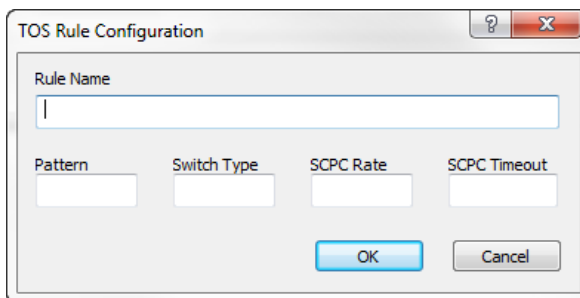 TOS Rule Configuration
Rule Name
Pattern Switch Type SCPC Rate SCPC Timeout
OK Cancel